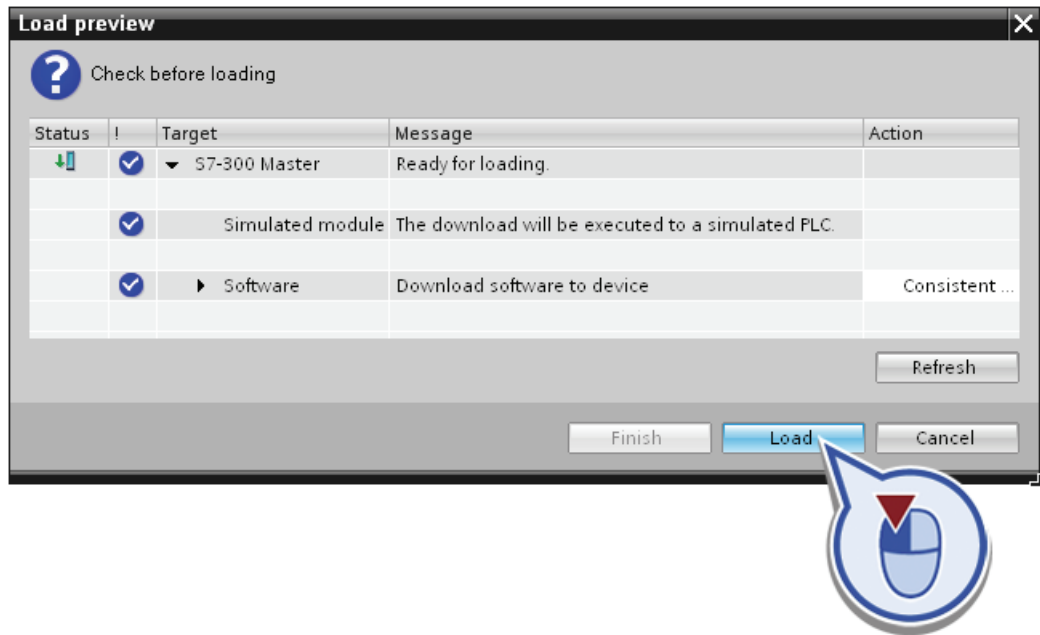 Load preview
Check before loading
Status ! Target Message Action
S7-300 Master Ready for loading.
Simulated module The download will be executed to a simulated PLC.
Software Download software to device Consistent ...
Refresh
Finish Load Cancel